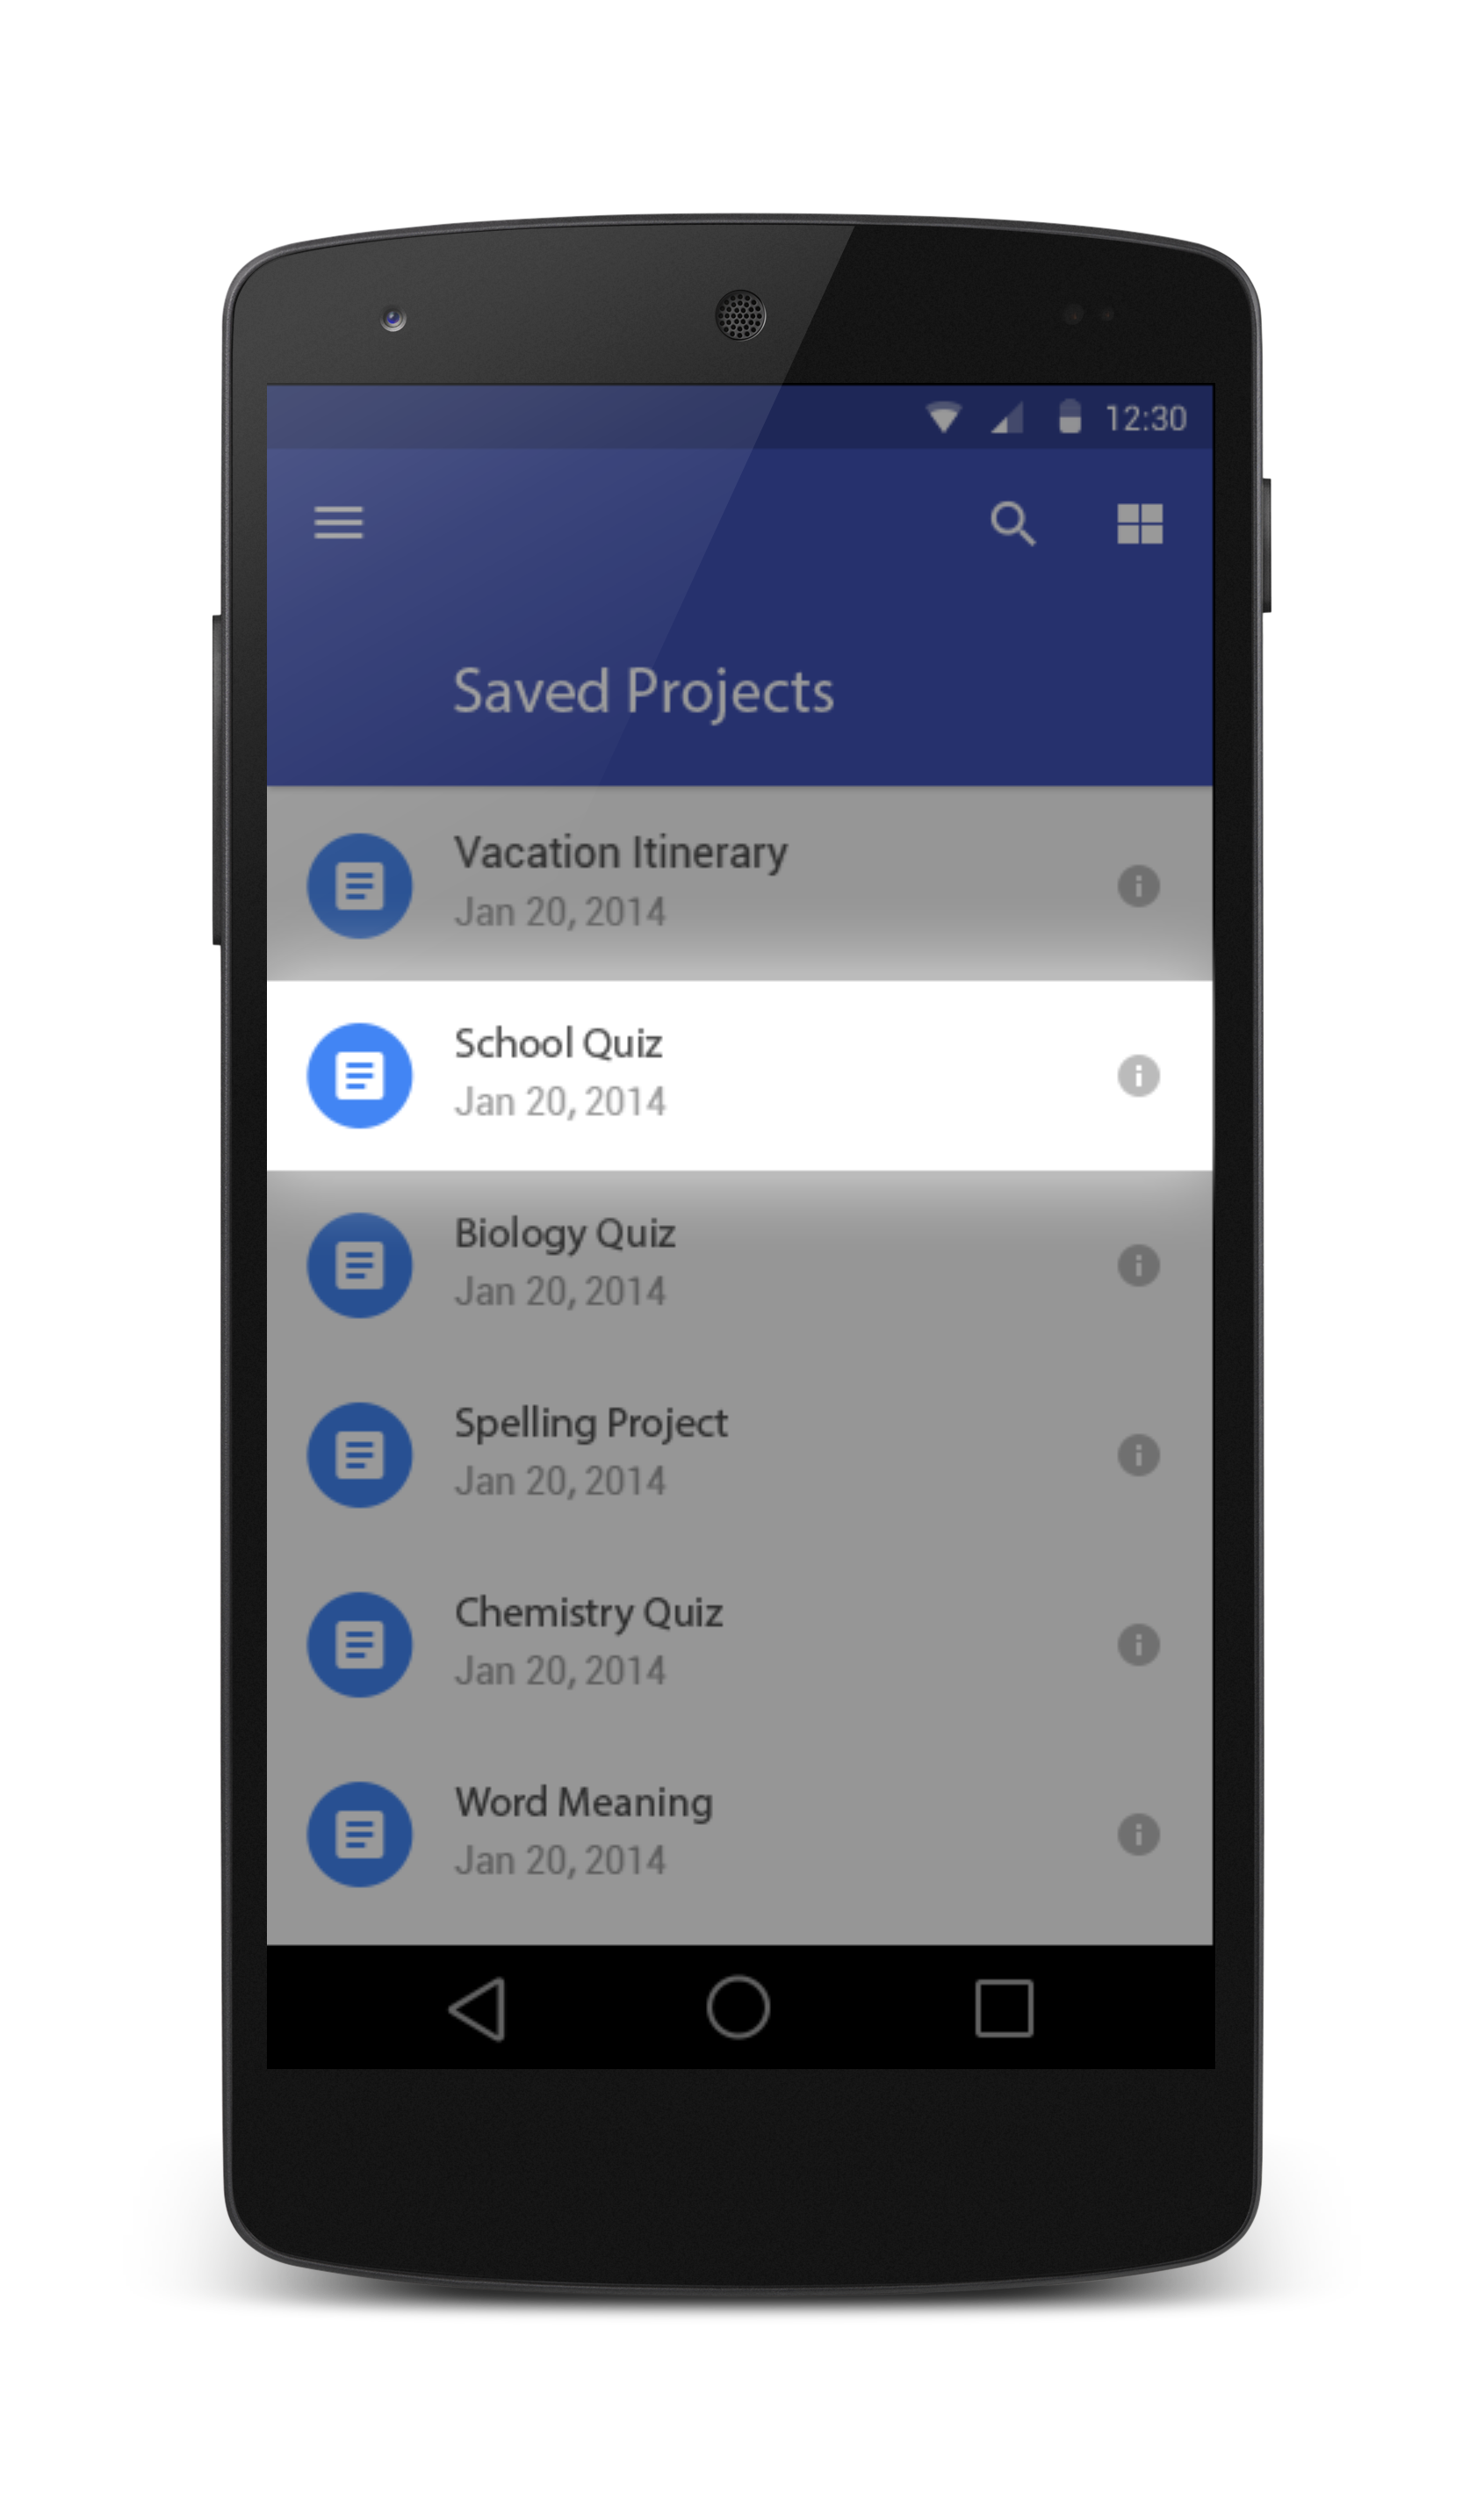 12:30
Saved Projects
Vacation Itinerary
Jan 20, 2014
School Quiz
Jan 20, 2014
Biology Quiz
Jan 20, 2014
Spelling Project
Jan 20, 2014
Chemistry Quiz
Jan 20, 2014
Word Meaning
Jan 20, 2014